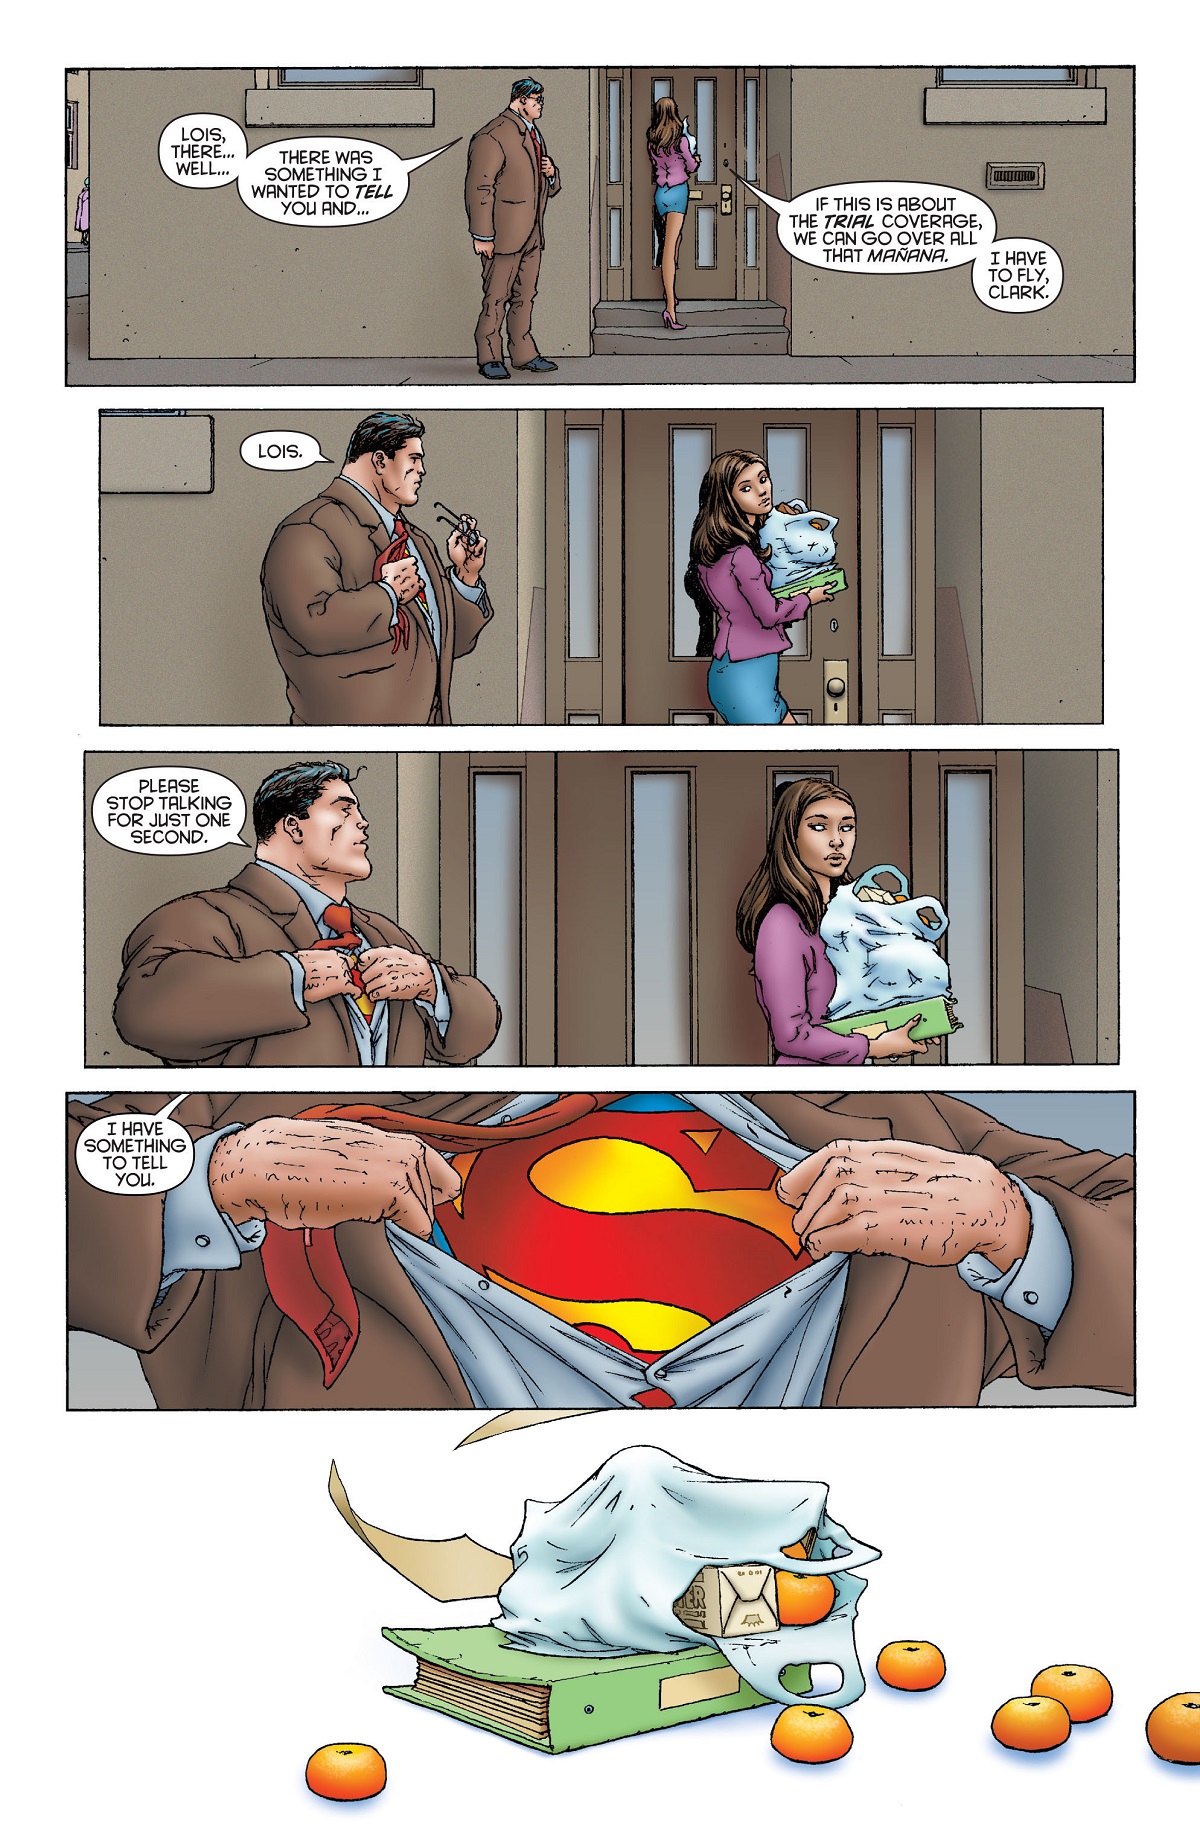 LOIS,
THERE...
WELL...
THERE WAS
SOMETHING I
WANTED TO TELL
YOU AND...
IF THIS IS ABOUT
THE TRIAL COVERAGE,
WE CAN GO OVER ALL
THAT MAÑANA.
I HAVE
TO FLY,
CLARK.
LOIS.
PLEASE
STOP TALKING
FOR JUST ONE
SECOND.
I HAVE
SOMETHING
TO TELL
YOU.
S